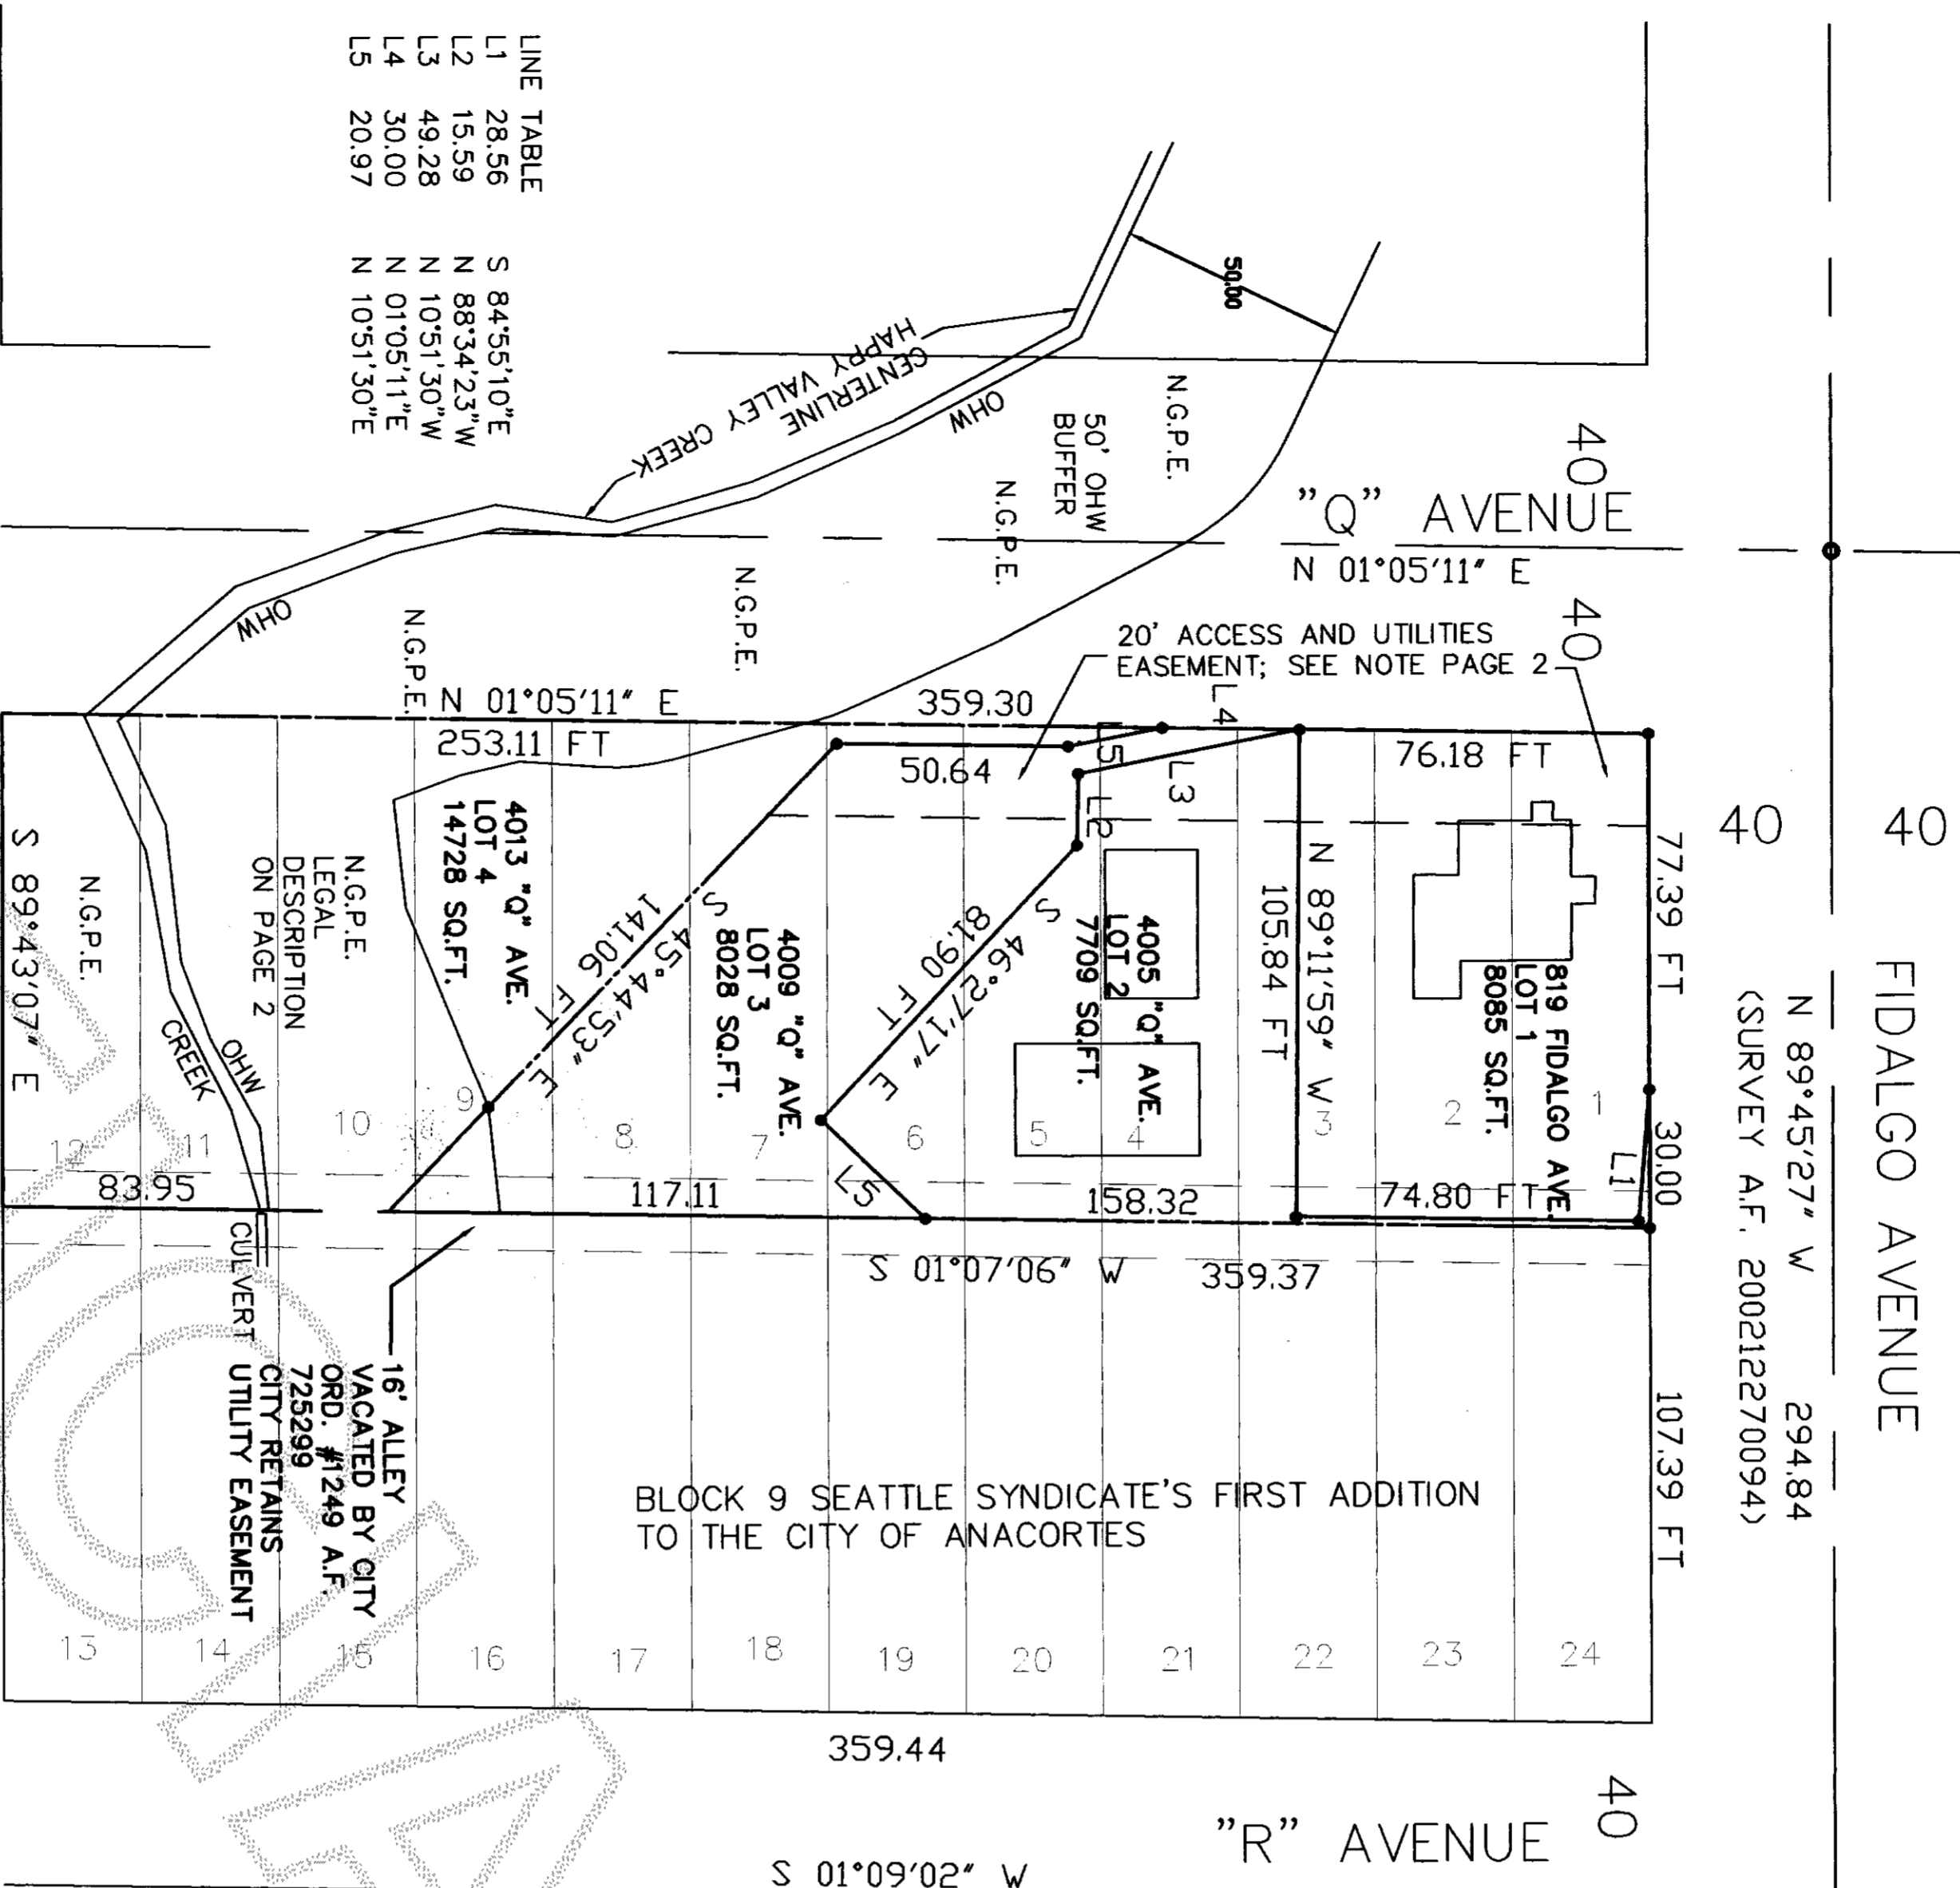 LINE TABLE
L1 28.56 S 84°55'10"E
L2 15.59 N 88°34'23"W
L3 49.28 N 10°51'30"W
L4 30.00 N 01°05'11"E
L5 20.97 N 10°51'30"E
FIDALGO AVENUE
N 89°45'27" W 294.84
(SURVEY A.F. 200212270094)
40
40
40
40
"Q" AVENUE
N 01°05'11" E
50.00
CENTERLINE
HAPPY VALLEY CREEK
OHW
N.G.P.E.
50' OHW
BUFFER
N.G.P.E.
N.G.P.E.
N.G.P.E.
OHW
20' ACCESS AND UTILITIES
EASEMENT; SEE NOTE PAGE 2
N 01°05'11" E
359.30
L4
253.11 FT
50.64
L5
L3
L2
76.18 FT
77.39 FT
30.00
107.39 FT
819 FIDALGO AVE.
LOT 1
8085 SQ.FT.
L1
74.80 FT
N 89°11'59" W
105.84 FT
4005 "Q" AVE.
LOT 2
7709 SQ.FT.
S 46°27'17" E
81.90 FT
4009 "Q" AVE.
LOT 3
8028 SQ.FT.
S 45°44'53" E
141.06 FT
4013 "Q" AVE.
LOT 4
14728 SQ.FT.
N.G.P.E.
LEGAL
DESCRIPTION
ON PAGE 2
N.G.P.E.
S 89°43'07" E
OHW
CREEK
1
2
3
4
5
6
7
8
9
10
11
12
83.95
117.11
L5
158.32
S 01°07'06" W
359.37
CULVERT
16' ALLEY
VACATED BY CITY
ORD. #1249 A.F.
725299
CITY RETAINS
UTILITY EASEMENT
BLOCK 9 SEATTLE SYNDICATE'S FIRST ADDITION
TO THE CITY OF ANACORTES
13
14
15
16
17
18
19
20
21
22
23
24
359.44
40
"R" AVENUE
S 01°09'02" W